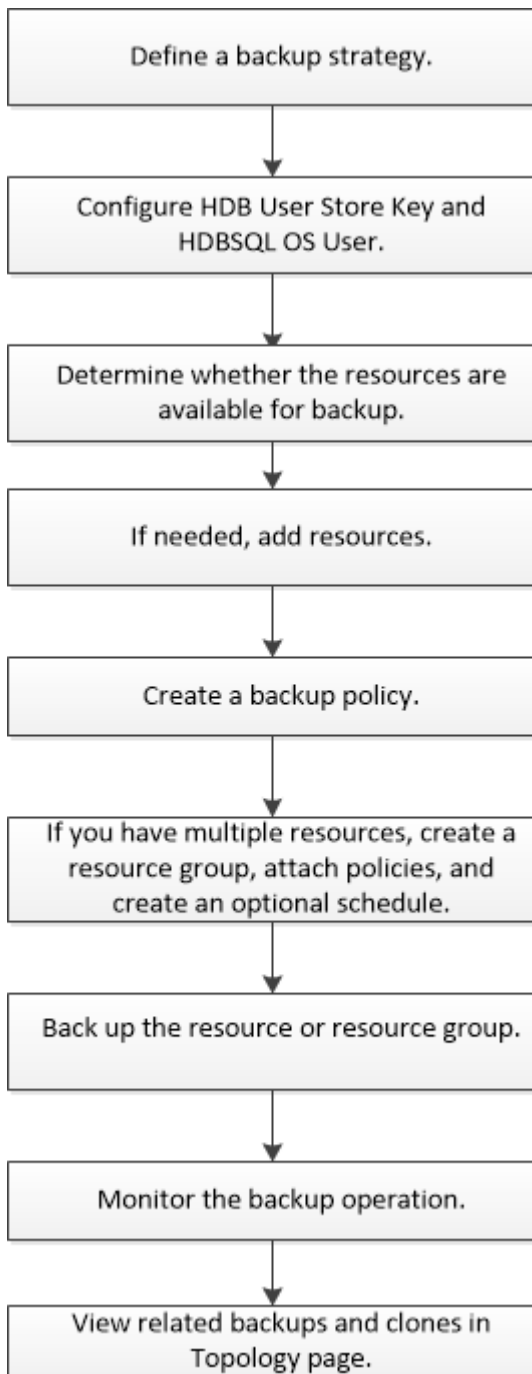 Define a backup strategy.
Configure HDB User Store Key and
HDBSQL OS User.
Determine whether the resources are
available for backup.
If needed, add resources.
Create a backup policy.
If you have multiple resources, create a
resource group, attach policies, and
create an optional schedule.
Back up the resource or resource group.
Monitor the backup operation.
View related backups and clones in
Topology page.